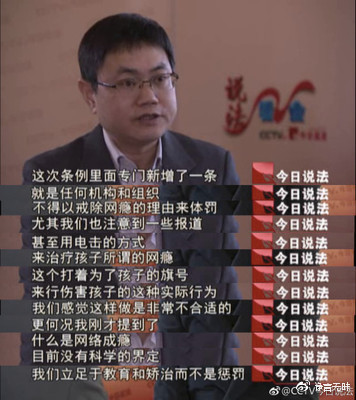 说法
CCTV
这次条例里面专门新增了一条 今日说法
就是任何机构和组织 今日说法
不得以戒除网瘾的理由来体罚 今日说法
尤其我们也注意到一些报道 今日说法
甚至用电击的方式 今日说法
来治疗孩子所谓的网瘾 今日说法
这个打着为了孩子的旗号 今日说法
来行伤害孩子的这种实际行为 今日说法
我们感觉这样做是非常不合适的 今日说法
更何况我刚才提到了 今日说法
什么是网络成瘾 今日说法
目前没有科学的界定 今日说法
我们立足于教育和矫治而不是惩罚 今日说法
@CCTV今日说法